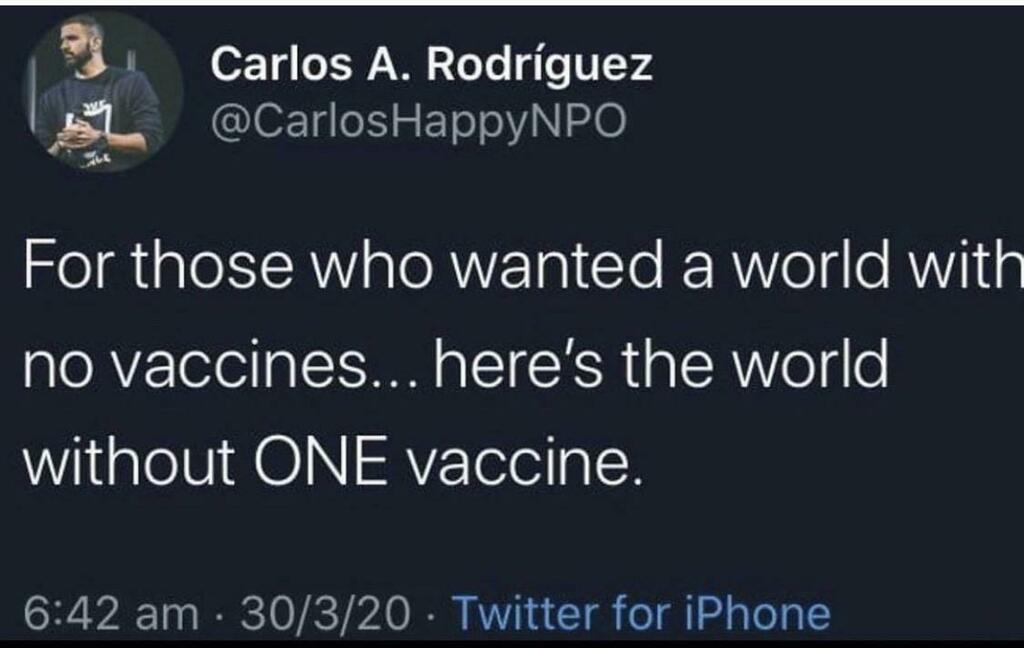 Carlos A. Rodríguez
@CarlosHappyNPO
For those who wanted a world with
no vaccines... here's the world
without ONE vaccine.
6:42 am · 30/3/20 · Twitter for iPhone